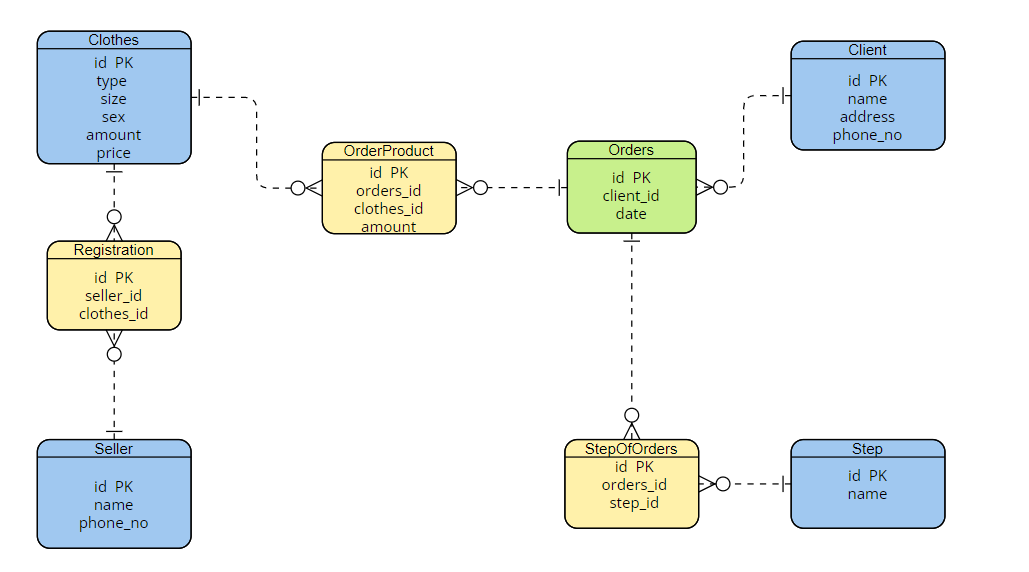 Clothes
id PK
type
size
sex
amount
price
Client
id PK
name
address
phone_no
OrderProduct
id PK
orders_id
clothes_id
amount
Orders
id PK
client_id
date
Registration
id PK
seller_id
clothes_id
Seller
id PK
name
phone_no
StepOfOrders
id PK
orders_id
step_id
Step
id PK
name